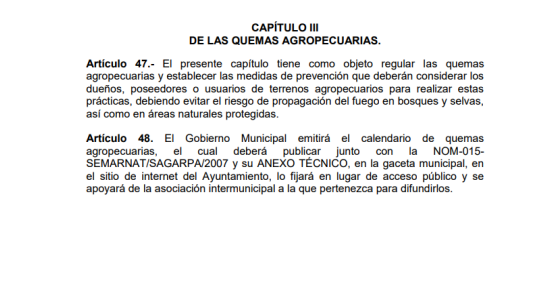 CAPÍTULO III
DE LAS QUEMAS AGROPECUARIAS.
Artículo 47.- El presente capítulo tiene como objeto regular las quemas
agropecuarias y establecer las medidas de prevención que deberán considerar los
dueños, poseedores o usuarios de terrenos agropecuarios para realizar estas
prácticas, debiendo evitar el riesgo de propagación del fuego en bosques y selvas,
así como en áreas naturales protegidas.
Artículo 48. El Gobierno Municipal emitirá el calendario de quemas
agropecuarias, el cual deberá publicar junto con la NOM-015-
SEMARNAT/SAGARPA/2007 y su ANEXO TÉCNICO, en la gaceta municipal, en
el sitio de internet del Ayuntamiento, lo fijará en lugar de acceso público y se
apoyará de la asociación intermunicipal a la que pertenezca para difundirlos.